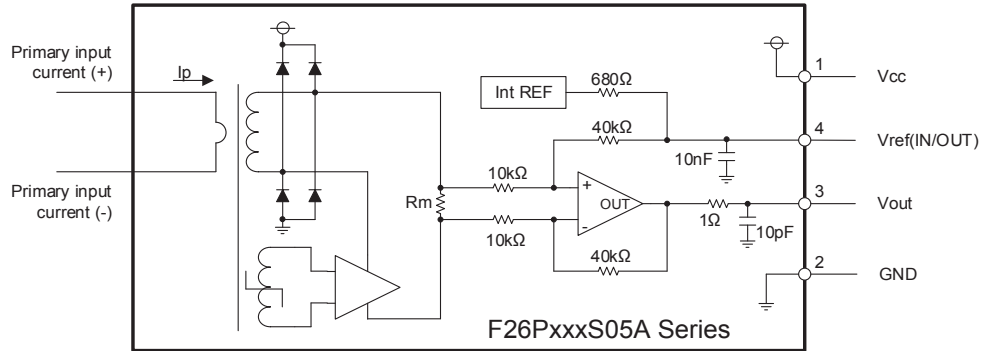 Primary input
current (+)
Ip
Primary input
current (-)
Int REF
680Ω
40kΩ
10kΩ
Rm
10kΩ
+
OUT
-
40kΩ
10nF
1Ω
10pF
1
Vcc
4
Vref(IN/OUT)
3
Vout
2
GND
F26PxxxS05A Series